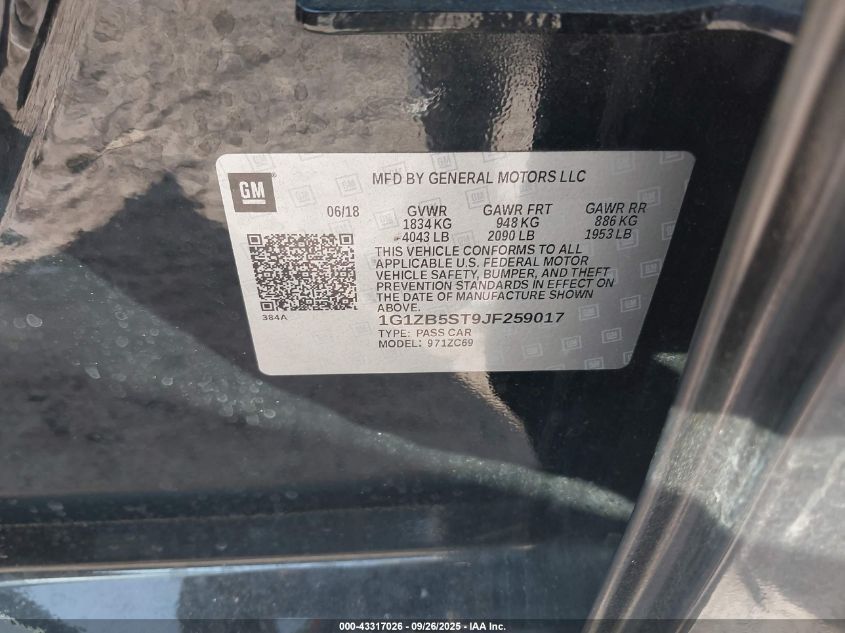 GM
MFD BY GENERAL MOTORS LLC
06/18 GVWR GAWR FRT GAWR RR
1834 KG 948 KG 886 KG
4043 LB 2090 LB 1953 LB
THIS VEHICLE CONFORMS TO ALL
APPLICABLE U.S. FEDERAL MOTOR
VEHICLE SAFETY, BUMPER, AND THEFT
PREVENTION STANDARDS IN EFFECT ON
THE DATE OF MANUFACTURE SHOWN
ABOVE.
384A
1G1ZB5ST9JF259017
TYPE: PASS CAR
MODEL: 971ZC69
000-43317026 - 09/26/2025 - IAA Inc.